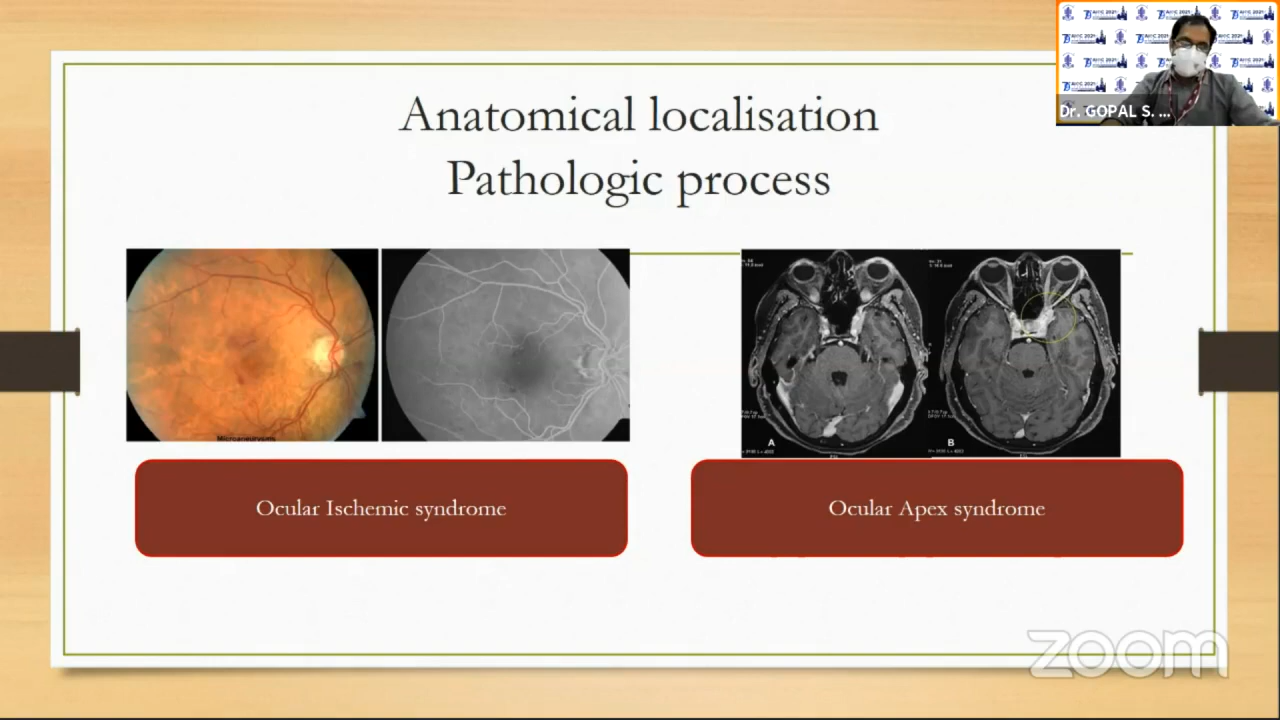 Anatomical localisation
Pathologic process
Dr. GOPAL S. ...
Microaneurysms
A
B
Ocular Ischemic syndrome
Ocular Apex syndrome
zoom